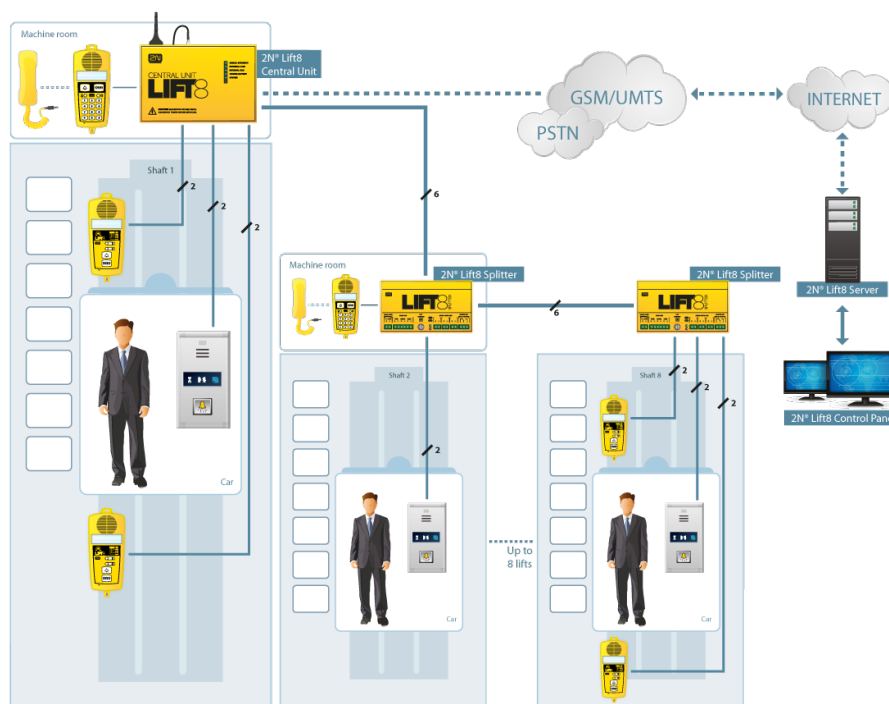 Machine room
2N® Lift8
Central Unit
2N
CENTRAL UNIT
LIFT8
GSM/UMTS
PSTN
INTERNET
Shaft 1
2
2
2
6
Car
Machine room
2N® Lift8 Splitter
LIFT8
6
2N® Lift8 Splitter
LIFT8
2N® Lift8 Server
2N® Lift8 Control Pane
Shaft 2
2
Car
Up to
8 lifts
Shaft 8
2
2
2
Car